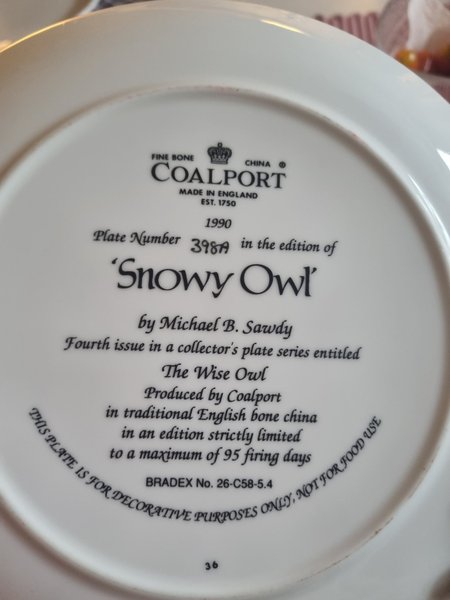 FINE BONE CHINA ®
COALPORT
MADE IN ENGLAND
EST. 1750
1990
Plate Number 398A in the edition of
'Snowy Owl'
by Michael B. Sawdy
Fourth issue in a collector's plate series entitled
The Wise Owl
Produced by Coalport
in traditional English bone china
in an edition strictly limited
to a maximum of 95 firing days
BRADEX No. 26-C58-5.4
THIS PLATE IS FOR DECORATIVE PURPOSES ONLY, NOT FOR FOOD USE
36